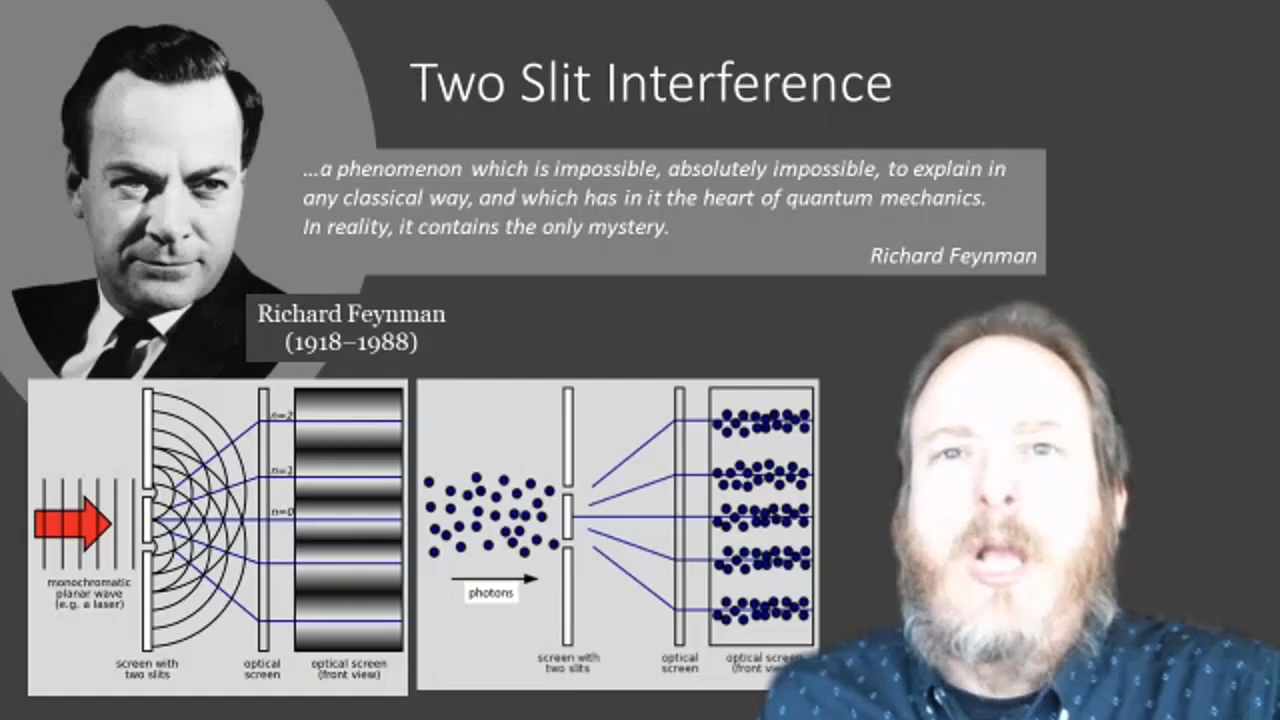 Two Slit Interference
...a phenomenon which is impossible, absolutely impossible, to explain in
any classical way, and which has in it the heart of quantum mechanics.
In reality, it contains the only mystery.
Richard Feynman
Richard Feynman
(1918–1988)
n=2
n=1
n=0
monochromatic
planar wave
(e.g. a laser)
screen with
two slits
optical
screen
optical screen
(front view)
photons
screen with
two slits
optical
screen
optical screen
(front view)